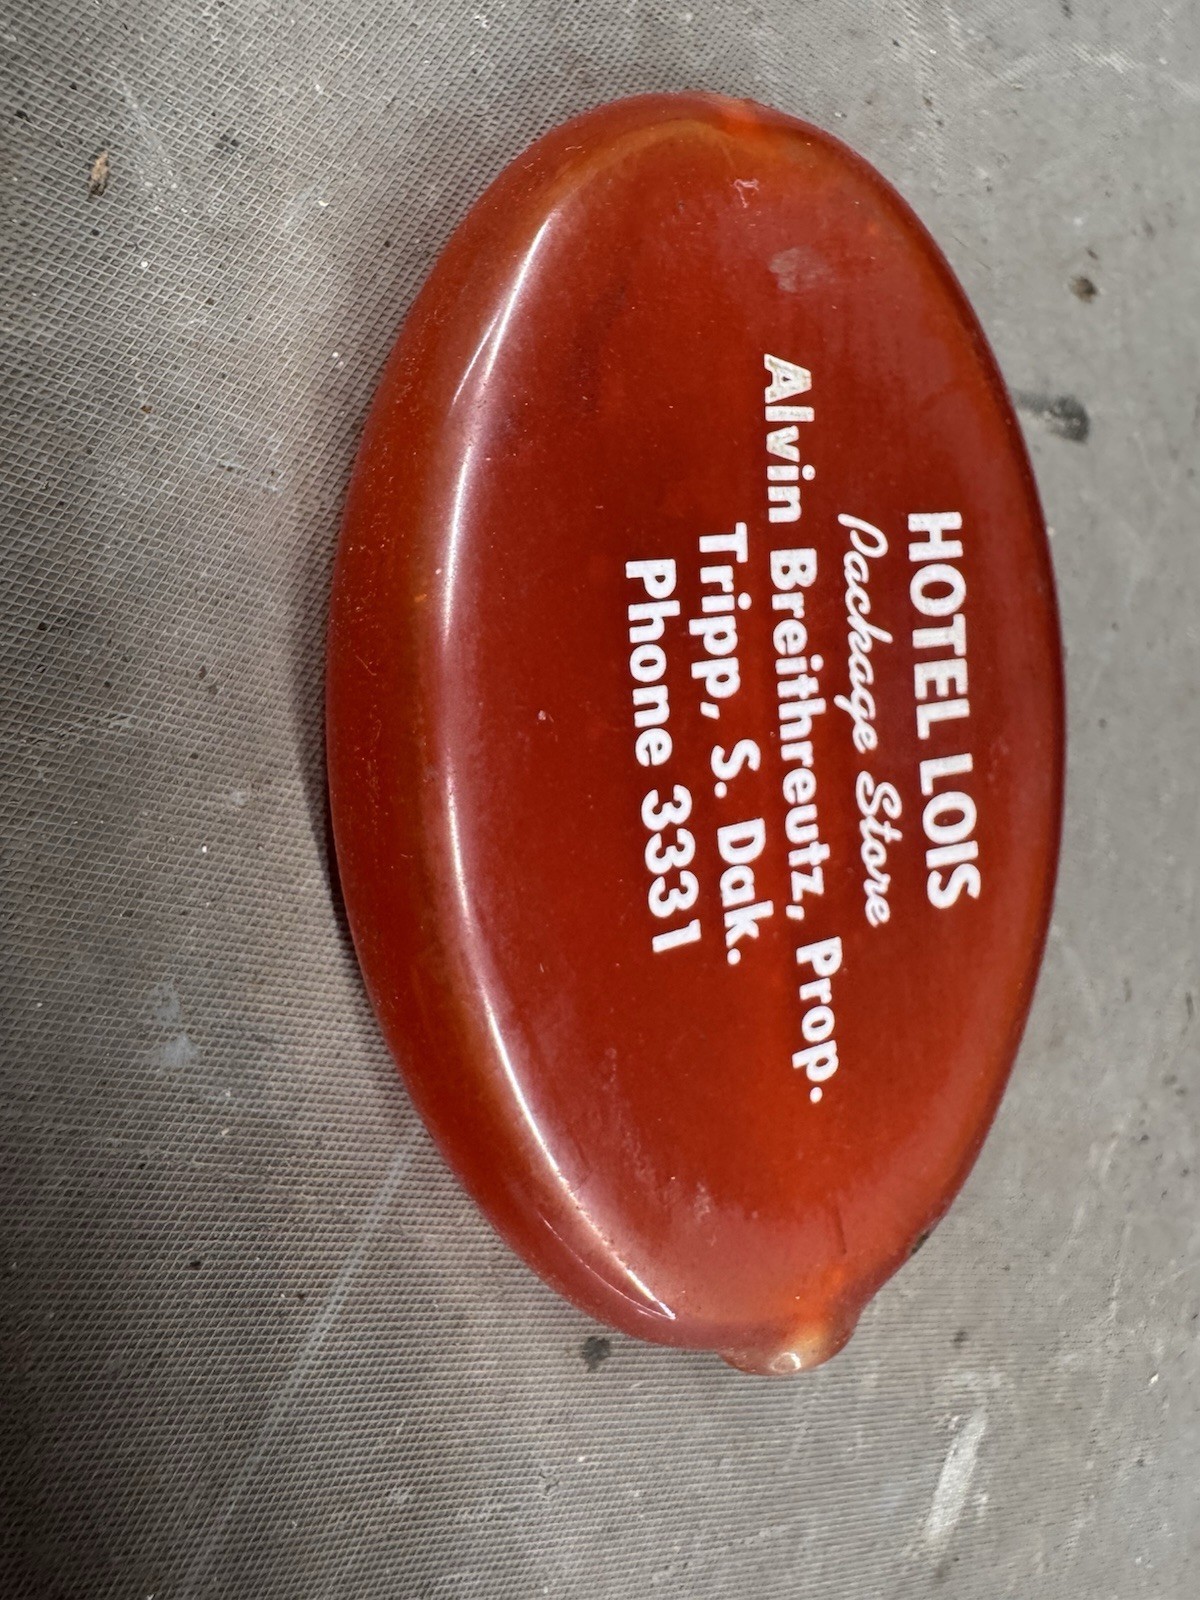 HOTEL LOIS
Package Store
Alvin Breithreutz, Prop.
Tripp, S. Dak.
Phone 3331